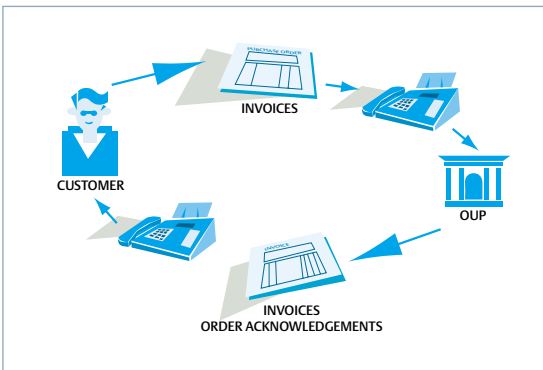 PURCHASE ORDER
INVOICES
CUSTOMER
OUP
INVOICE
INVOICES
ORDER ACKNOWLEDGEMENTS